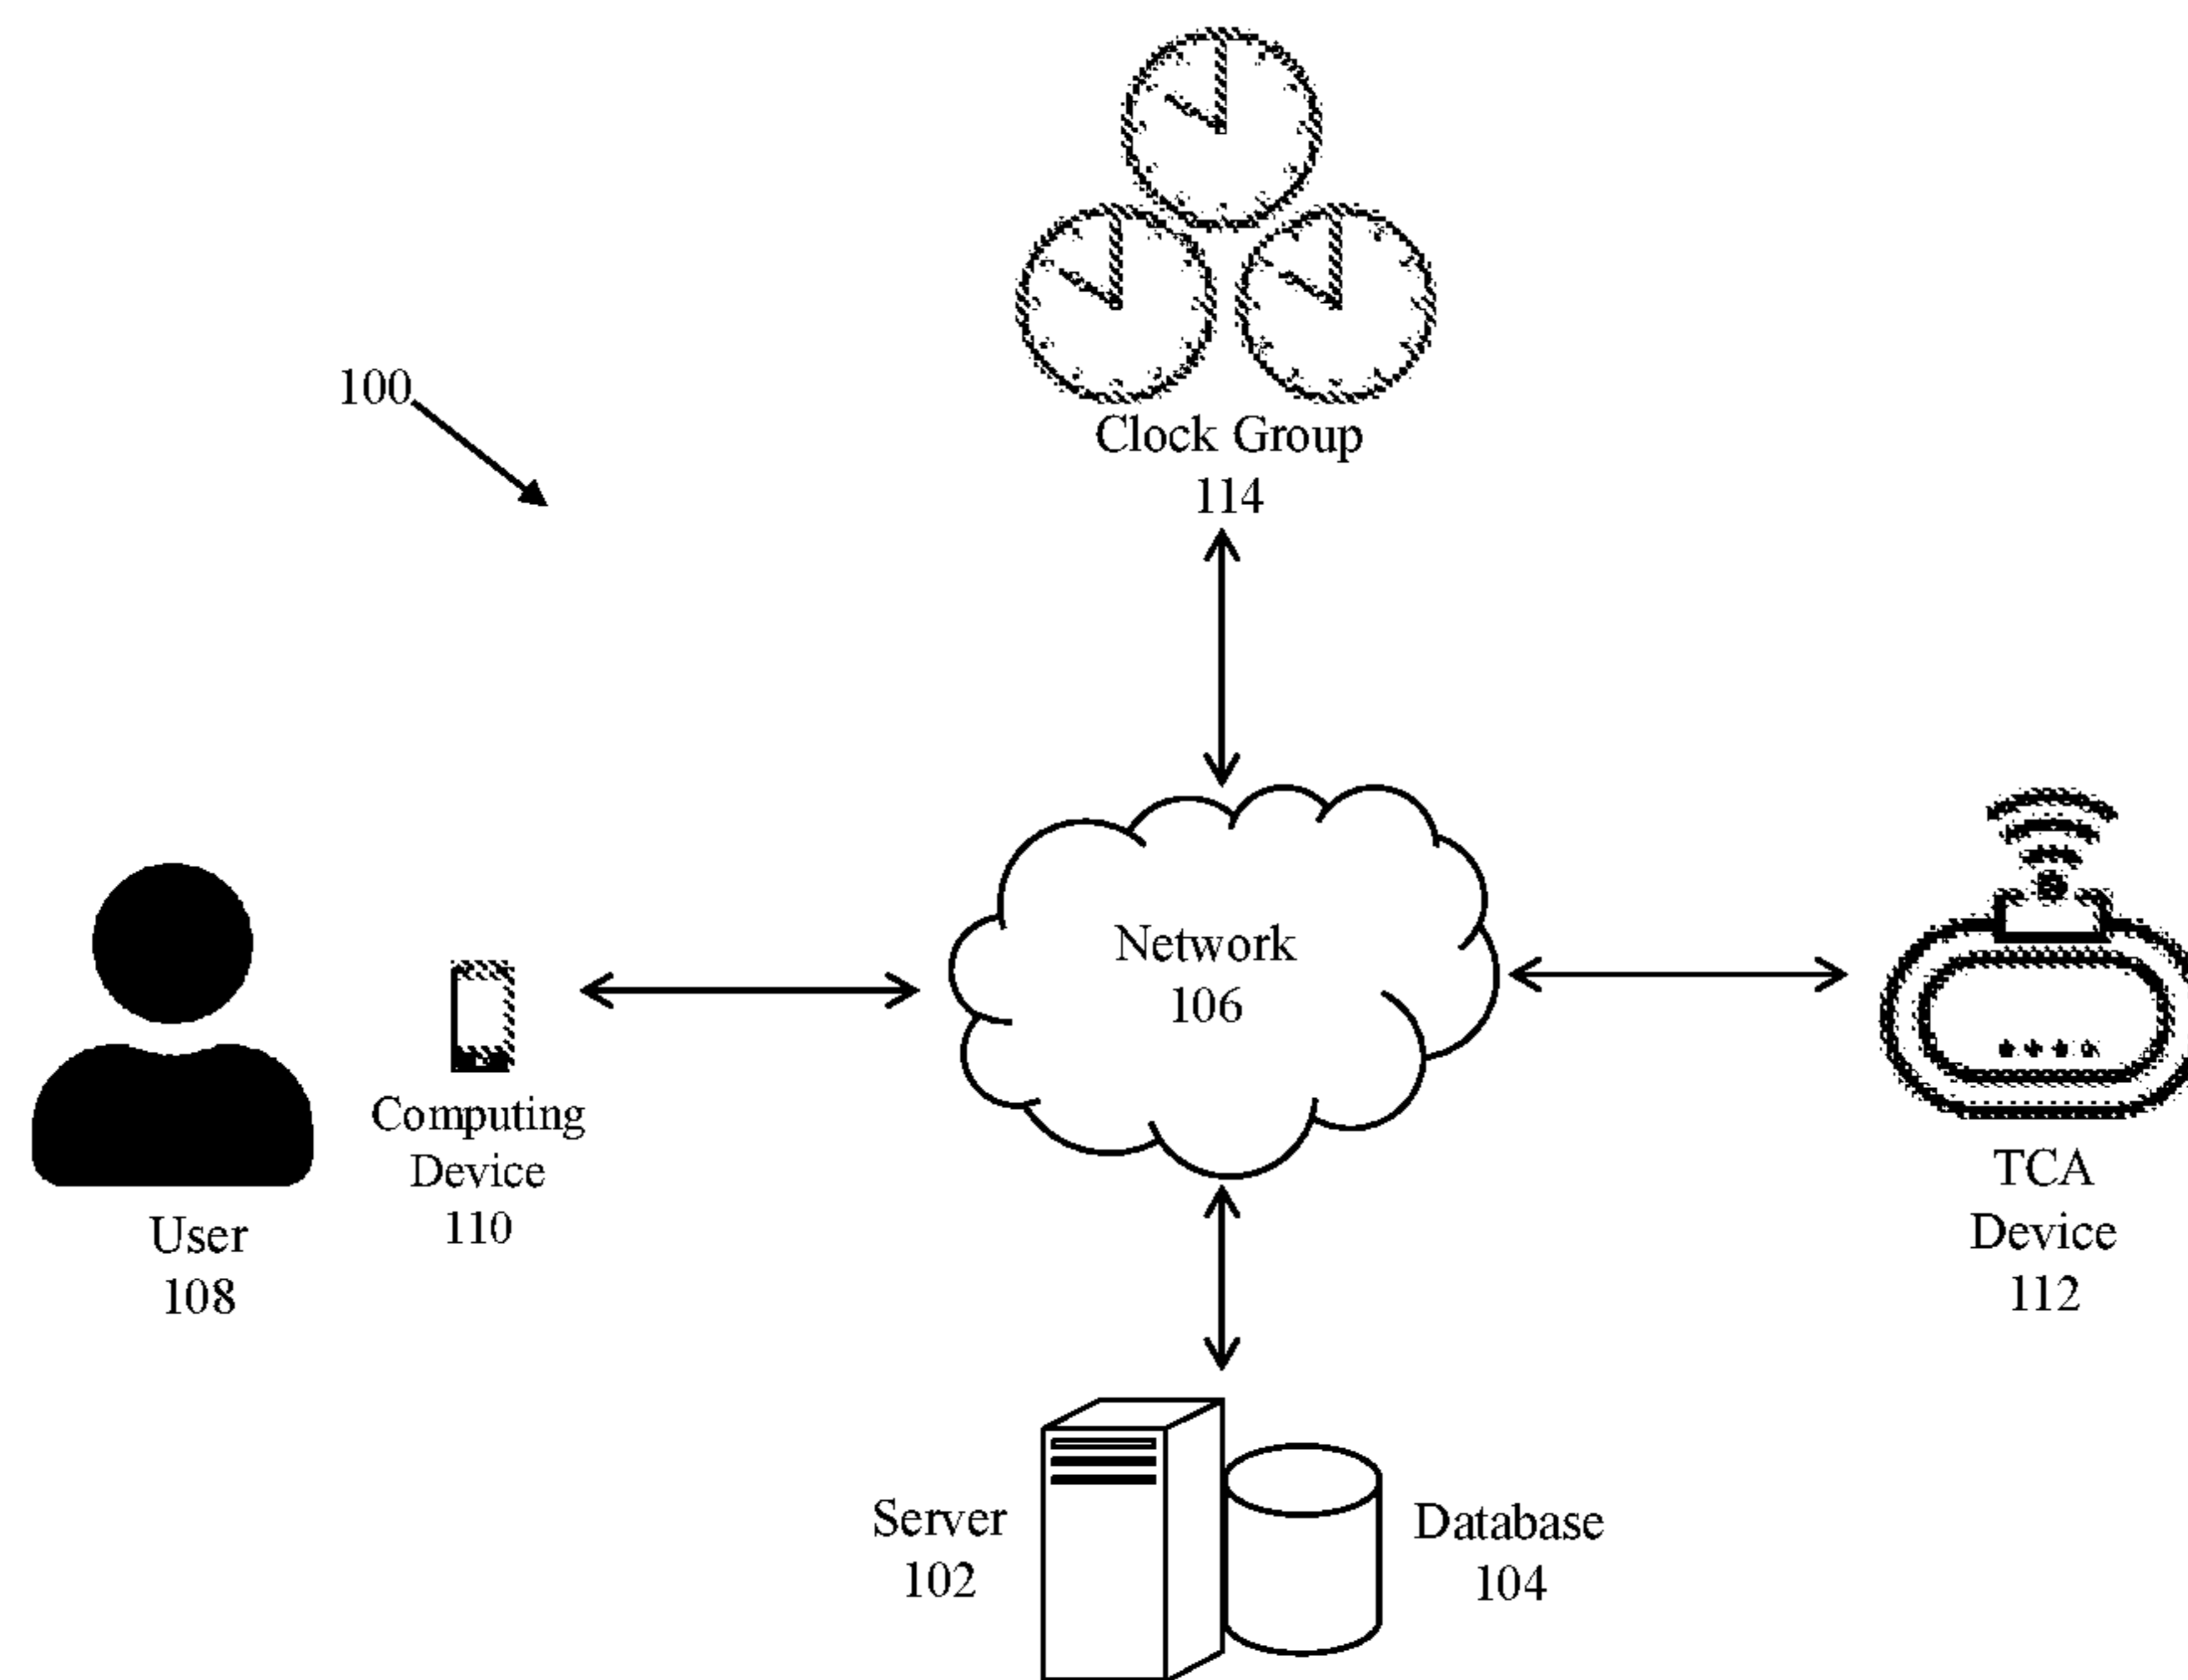 100
Clock Group
114
Network
106
Computing
Device
110
User
108
TCA
Device
112
Server
102
Database
104